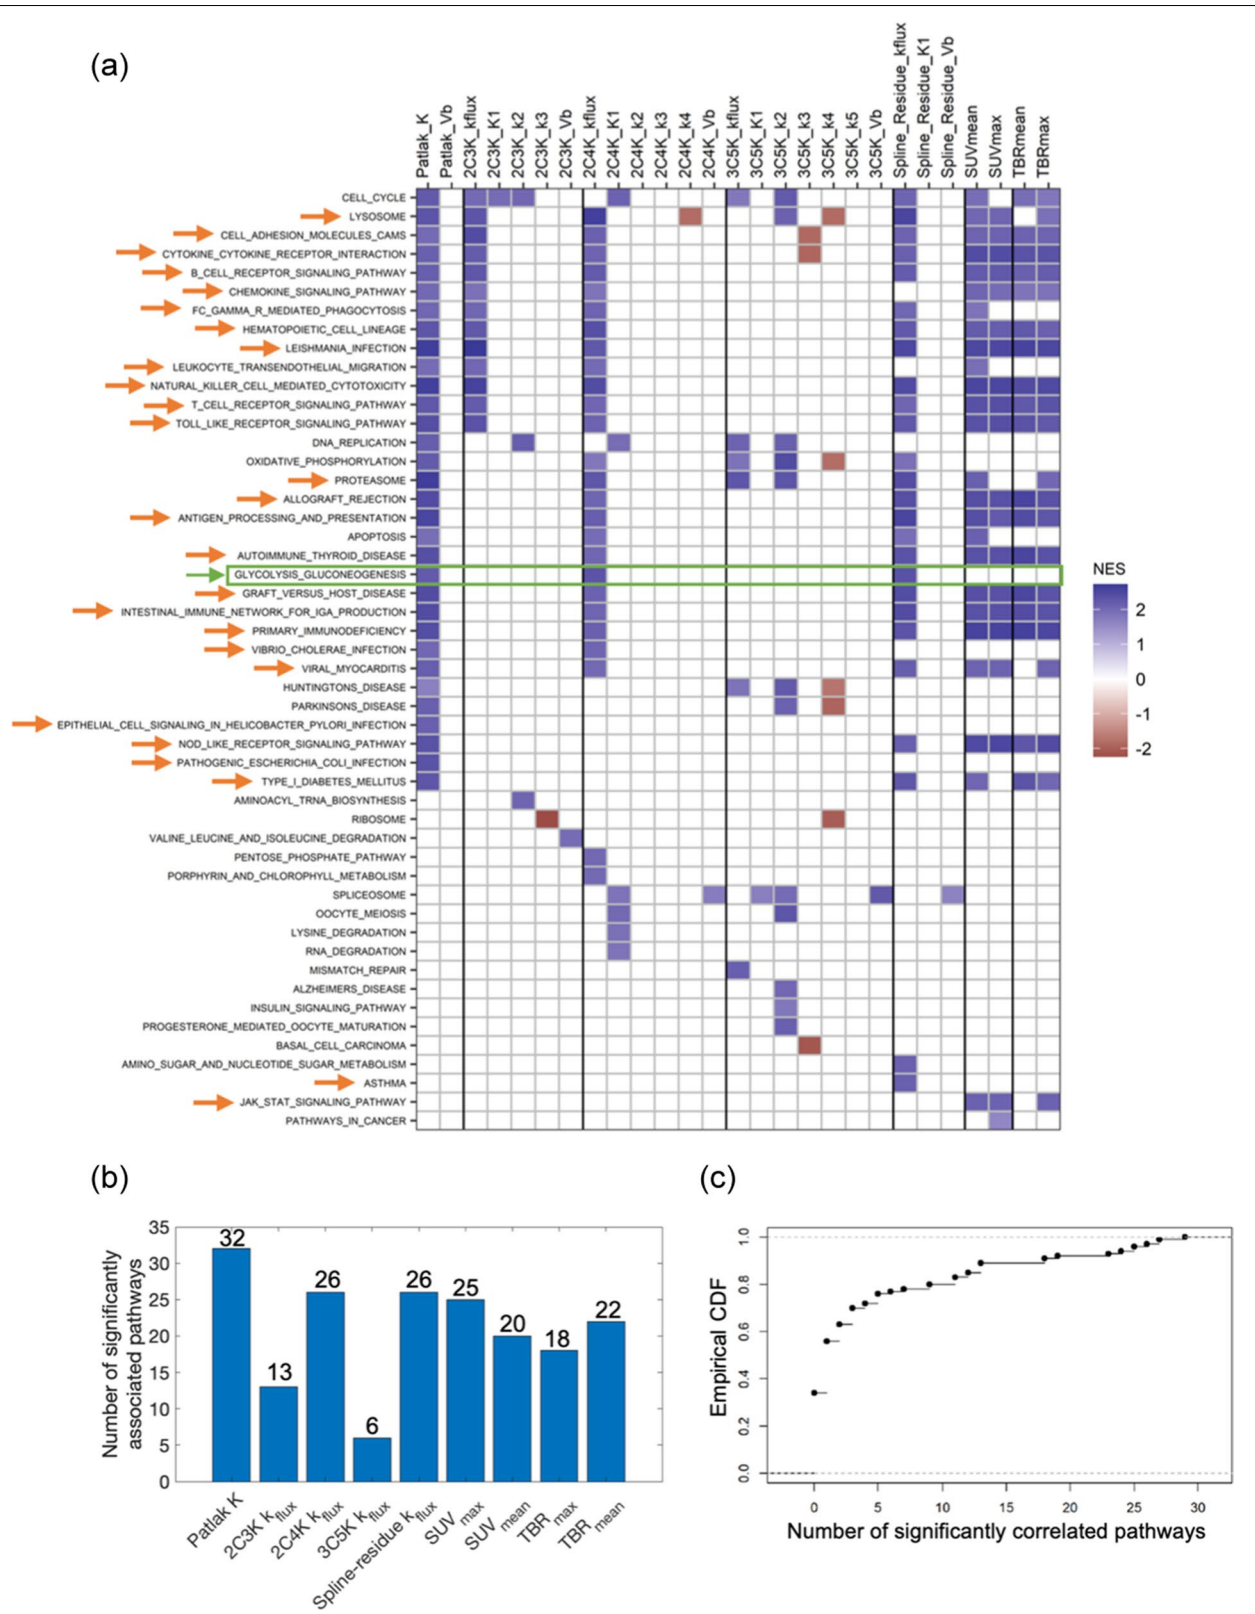 (a)
Patlak_K
Patlak_Vb
2C3K_kflux
2C3K_K1
2C3K_k2
2C3K_k3
2C3K_Vb
2C4K_kflux
2C4K_K1
2C4K_k2
2C4K_k3
2C4K_k4
2C4K_Vb
3C5K_kflux
3C5K_K1
3C5K_k2
3C5K_k3
3C5K_k4
3C5K_k5
3C5K_Vb
Spline_Residue_kflux
Spline_Residue_K1
Spline_Residue_Vb
SUVmean
SUVmax
TBRmean
TBRmax
CELL_CYCLE
LYSOSOME
CELL_ADHESION_MOLECULES_CAMS
CYTOKINE_CYTOKINE_RECEPTOR_INTERACTION
B_CELL_RECEPTOR_SIGNALING_PATHWAY
CHEMOKINE_SIGNALING_PATHWAY
FC_GAMMA_R_MEDIATED_PHAGOCYTOSIS
HEMATOPOIETIC_CELL_LINEAGE
LEISHMANIA_INFECTION
LEUKOCYTE_TRANSENDOTHELIAL_MIGRATION
NATURAL_KILLER_CELL_MEDIATED_CYTOTOXICITY
T_CELL_RECEPTOR_SIGNALING_PATHWAY
TOLL_LIKE_RECEPTOR_SIGNALING_PATHWAY
DNA_REPLICATION
OXIDATIVE_PHOSPHORYLATION
PROTEASOME
ALLOGRAFT_REJECTION
ANTIGEN_PROCESSING_AND_PRESENTATION
APOPTOSIS
AUTOIMMUNE_THYROID_DISEASE
GLYCOLYSIS_GLUCONEOGENESIS
GRAFT_VERSUS_HOST_DISEASE
INTESTINAL_IMMUNE_NETWORK_FOR_IGA_PRODUCTION
PRIMARY_IMMUNODEFICIENCY
VIBRIO_CHOLERAE_INFECTION
VIRAL_MYOCARDITIS
HUNTINGTONS_DISEASE
PARKINSONS_DISEASE
EPITHELIAL_CELL_SIGNALING_IN_HELICOBACTER_PYLORI_INFECTION
NOD_LIKE_RECEPTOR_SIGNALING_PATHWAY
PATHOGENIC_ESCHERICHIA_COLI_INFECTION
TYPE_I_DIABETES_MELLITUS
AMINOACYL_TRNA_BIOSYNTHESIS
RIBOSOME
VALINE_LEUCINE_AND_ISOLEUCINE_DEGRADATION
PENTOSE_PHOSPHATE_PATHWAY
PORPHYRIN_AND_CHLOROPHYLL_METABOLISM
SPLICEOSOME
OOCYTE_MEIOSIS
LYSINE_DEGRADATION
RNA_DEGRADATION
MISMATCH_REPAIR
ALZHEIMERS_DISEASE
INSULIN_SIGNALING_PATHWAY
PROGESTERONE_MEDIATED_OOCYTE_MATURATION
BASAL_CELL_CARCINOMA
AMINO_SUGAR_AND_NUCLEOTIDE_SUGAR_METABOLISM
ASTHMA
JAK_STAT_SIGNALING_PATHWAY
PATHWAYS_IN_CANCER
NES
2
1
0
-1
-2
(b)
Number of significantly
associated pathways
35
30
25
20
15
10
5
0
32
13
26
6
26
25
20
18
22
Patlak K
2C3K kflux
2C4K kflux
3C5K kflux
Spline-residue kflux
SUV max
SUV mean
TBR max
TBR mean
(c)
Empirical CDF
1.0
0.8
0.6
0.4
0.2
0.0
0 5 10 15 20 25 30
Number of significantly correlated pathways